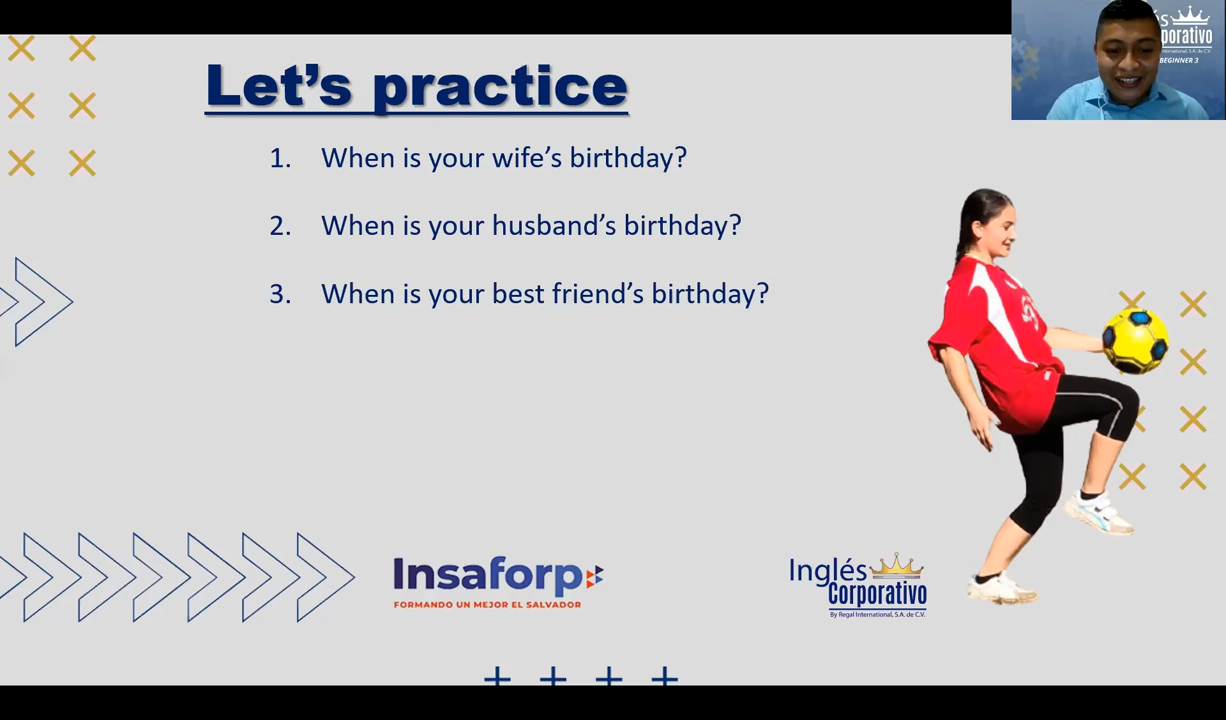 Let's practice
1. When is your wife's birthday?
2. When is your husband's birthday?
3. When is your best friend's birthday?
Insaforp
FORMANDO UN MEJOR EL SALVADOR
Inglés
Corporativo
By Regal International, S.A. de C.V.
BEGINNER 3